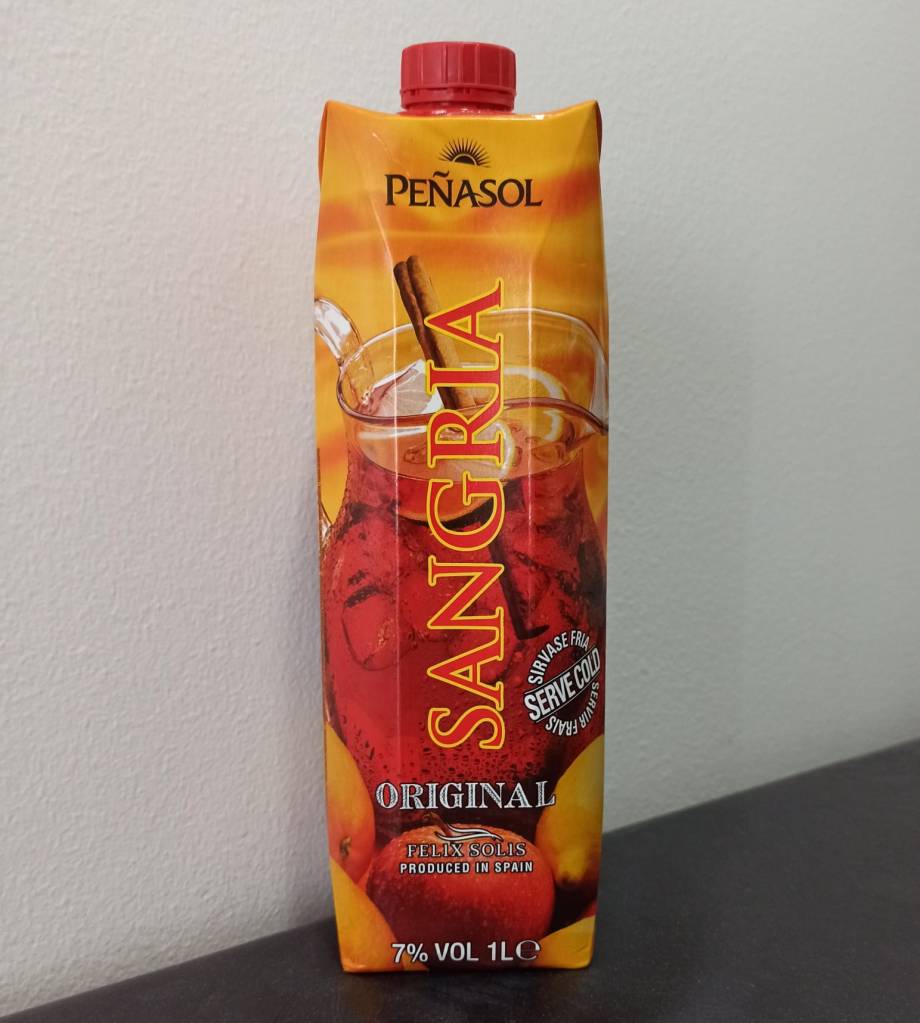 PEÑASOL
SANGRIA
SIRVASE FRIA
SERVE COLD
SERVIR FRAIS
ORIGINAL
FELIX SOLIS
PRODUCED IN SPAIN
7% VOL 1L℮